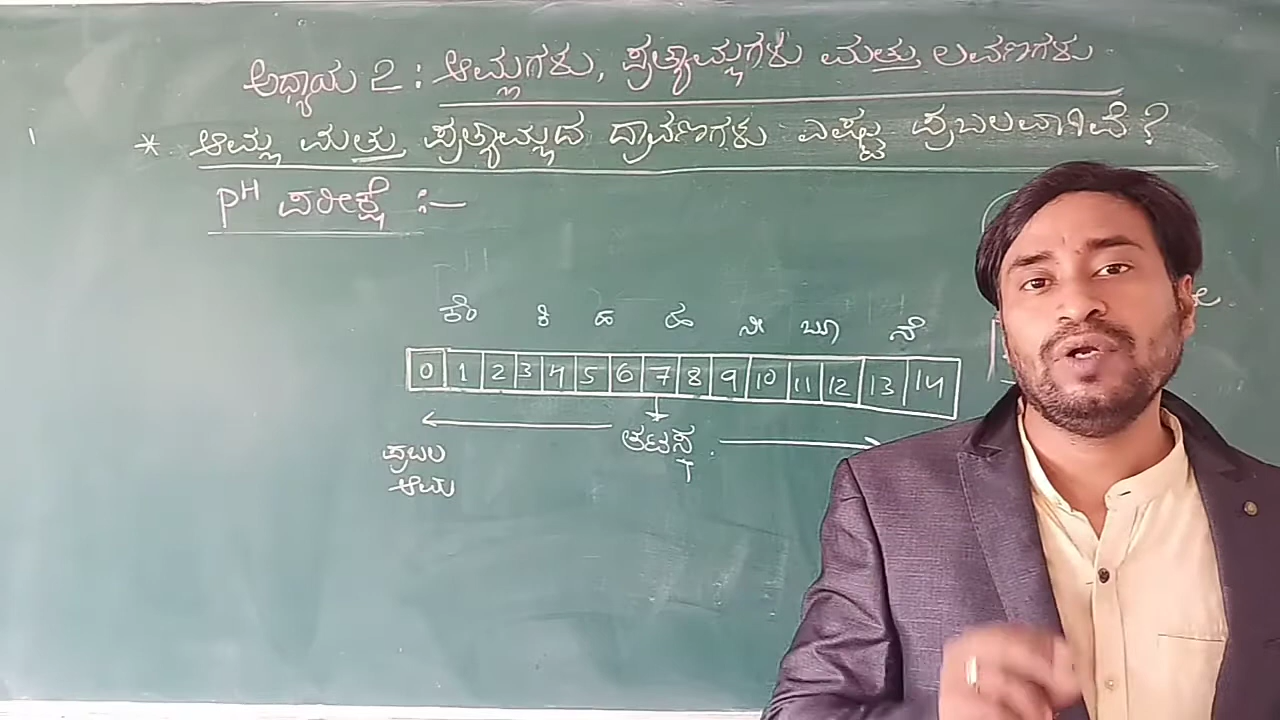 ಅಧ್ಯಾಯ 2 : ಆಮ್ಲಗಳು, ಪ್ರತ್ಯಾಮ್ಲಗಳು ಮತ್ತು ಲವಣಗಳು
* ಆಮ್ಲ ಮತ್ತು ಪ್ರತ್ಯಾಮ್ಲದ ದ್ರಾವಣಗಳು ಎಷ್ಟು ಪ್ರಬಲವಾಗಿವೆ ?
pH ಪರೀಕ್ಷೆ :-
ಕೆಂ ಕಿ ಹ ಹ ನೀ ಬೂ ನೇ
0 1 2 3 4 5 6 7 8 9 10 11 12 13 14
ತಟಸ್ಥ
ಪ್ರಬಲ
ಆಮ